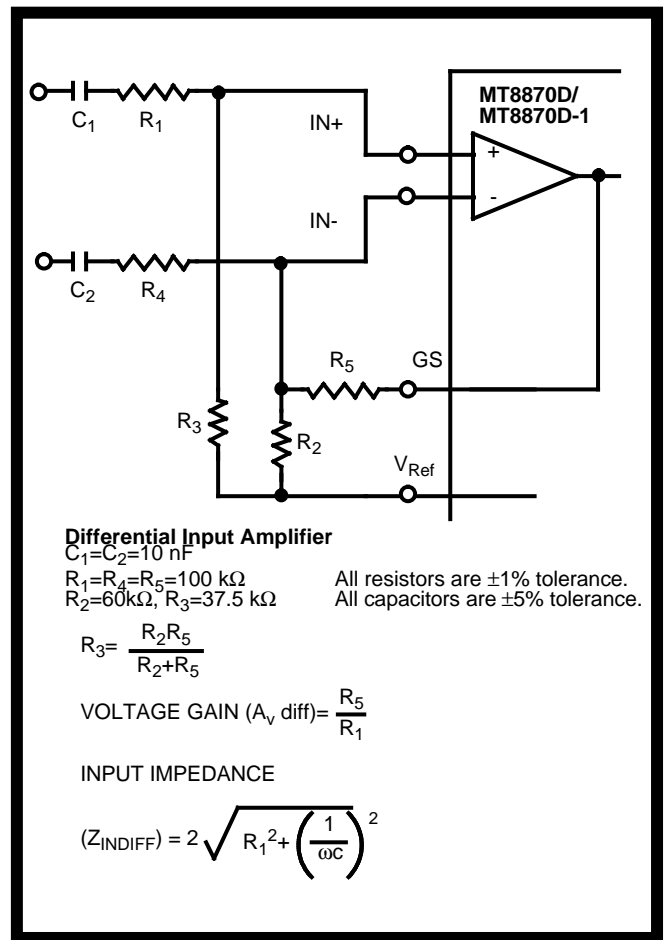 MT8870D/
MT8870D-1
C₁ R₁
IN+
+
-
IN-
C₂ R₄
R₅ GS
R₃
R₂
V_Ref
Differential Input Amplifier
C₁=C₂=10 nF
R₁=R₄=R₅=100 kΩ All resistors are ±1% tolerance.
R₂=60kΩ, R₃=37.5 kΩ All capacitors are ±5% tolerance.
R₃= R₂R₅ / R₂+R₅
VOLTAGE GAIN (Aᵥ diff)= R₅ / R₁
INPUT IMPEDANCE
(Z_INDIFF) = 2 √ R₁²+ (1 / ωc)²